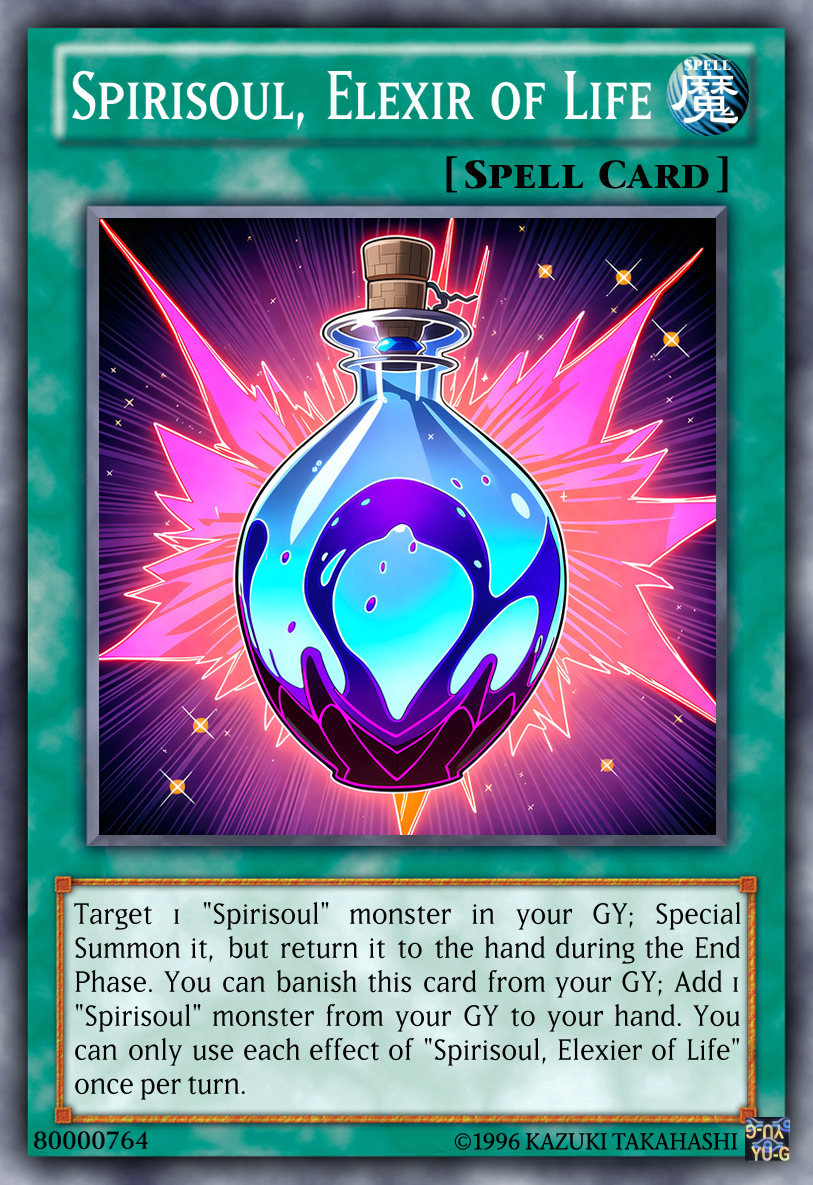 Spirisoul, Elexir of Life
SPELL
魔
[Spell Card]
Target 1 "Spirisoul" monster in your GY; Special
Summon it, but return it to the hand during the End
Phase. You can banish this card from your GY; Add 1
"Spirisoul" monster from your GY to your hand. You
can only use each effect of "Spirisoul, Elexier of Life"
once per turn.
80000764
©1996 KAZUKI TAKAHASHI
YU-G
YU-G